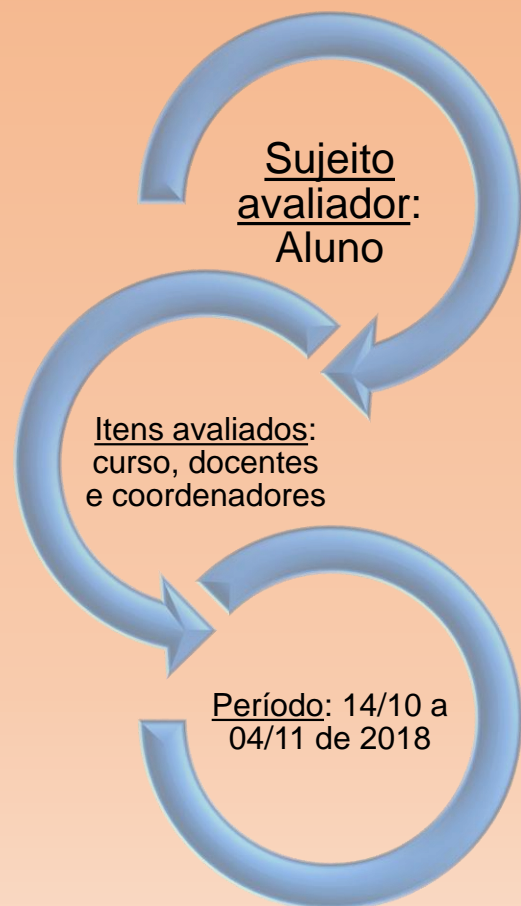 Sujeito
avaliador:
Aluno
Itens avaliados:
curso, docentes
e coordenadores
Período: 14/10 a
04/11 de 2018